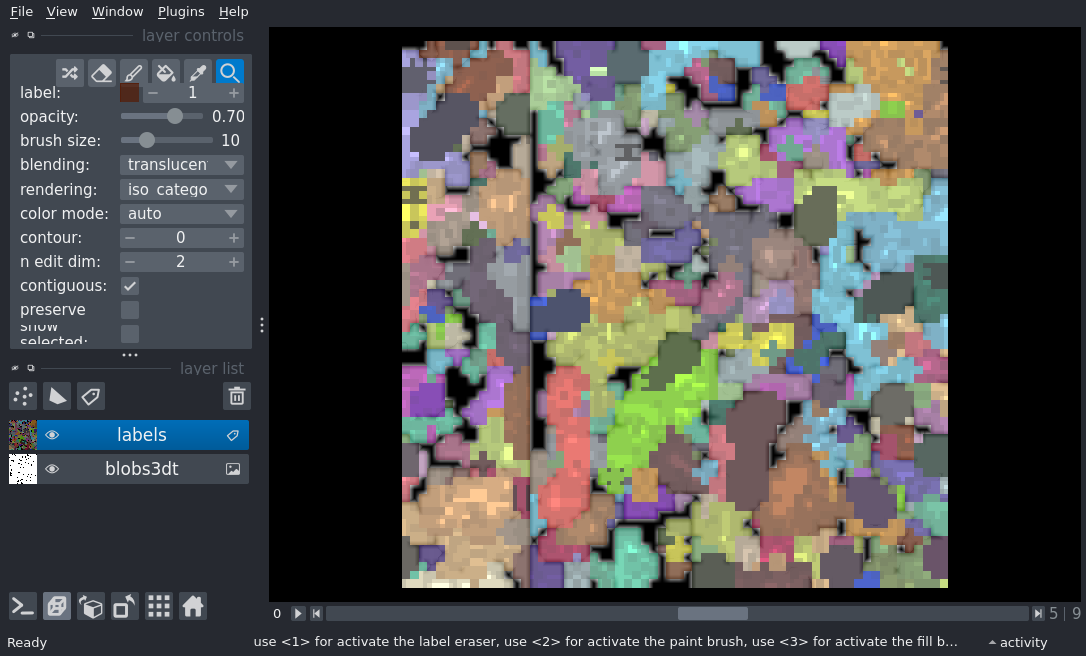 File View Window Plugins Help
layer controls
label: 1
opacity: 0.70
brush size: 10
blending: translucen
rendering: iso_catego
color mode: auto
contour: 0
n edit dim: 2
contiguous:
preserve
show
selected:
layer list
labels
blobs3dt
0 5 | 9
Ready use <1> for activate the label eraser, use <2> for activate the paint brush, use <3> for activate the fill b... activity